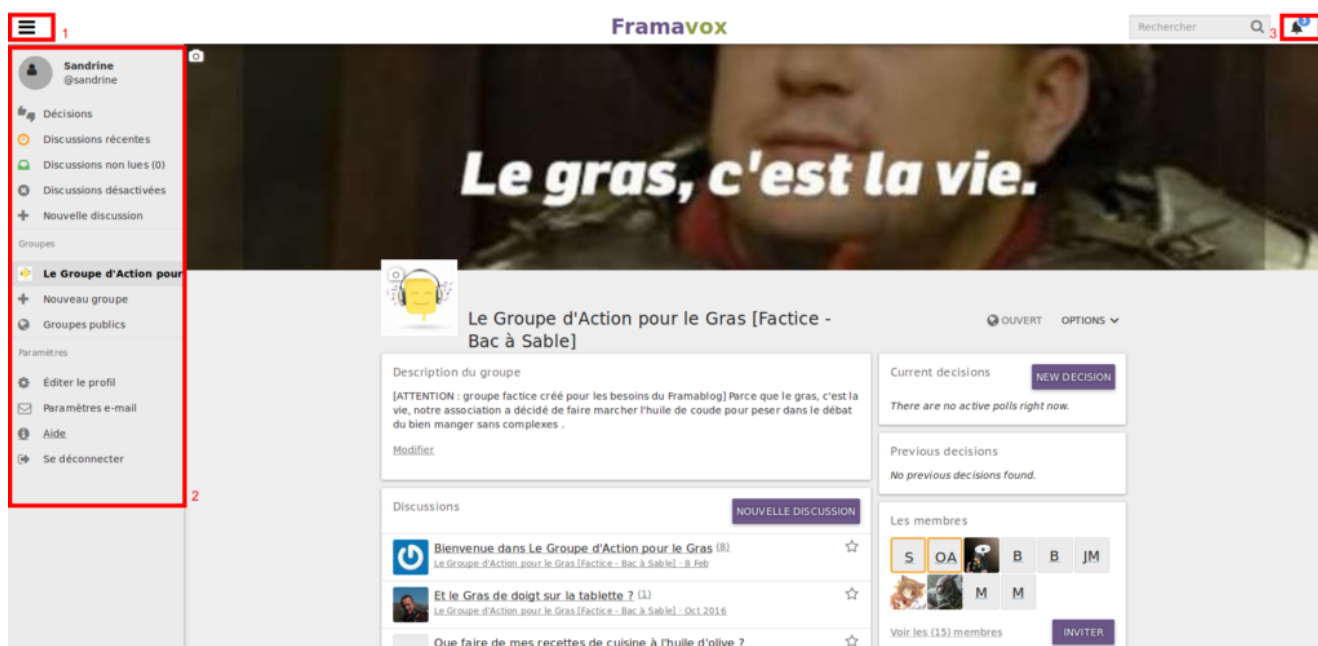 1
Framavox
Rechercher
3
Sandrine
@sandrine
Décisions
Discussions récentes
Discussions non lues (0)
Discussions désactivées
Nouvelle discussion
Groupes
Le Groupe d'Action pour
Nouveau groupe
Groupes publics
Paramètres
Éditer le profil
Paramètres e-mail
Aide
Se déconnecter
2
Le gras, c'est la vie.
Le Groupe d'Action pour le Gras [Factice -
Bac à Sable]
OUVERT
OPTIONS
Description du groupe
[ATTENTION : groupe factice créé pour les besoins du Framablog] Parce que le gras, c'est la
vie, notre association a décidé de faire marcher l'huile de coude pour peser dans le débat
du bien manger sans complexes .
Modifier
Discussions
NOUVELLE DISCUSSION
Bienvenue dans Le Groupe d'Action pour le Gras (8)
Le Groupe d'Action pour le Gras [Factice - Bac à Sable] · 8 Feb
Et le Gras de doigt sur la tablette ? (1)
Le Groupe d'Action pour le Gras [Factice - Bac à Sable] · Oct 2016
Que faire de mes recettes de cuisine à l'huile d'olive ?
Current decisions
NEW DECISION
There are no active polls right now.
Previous decisions
No previous decisions found.
Les membres
S OA B B JM
M M
Voir les (15) membres
INVITER